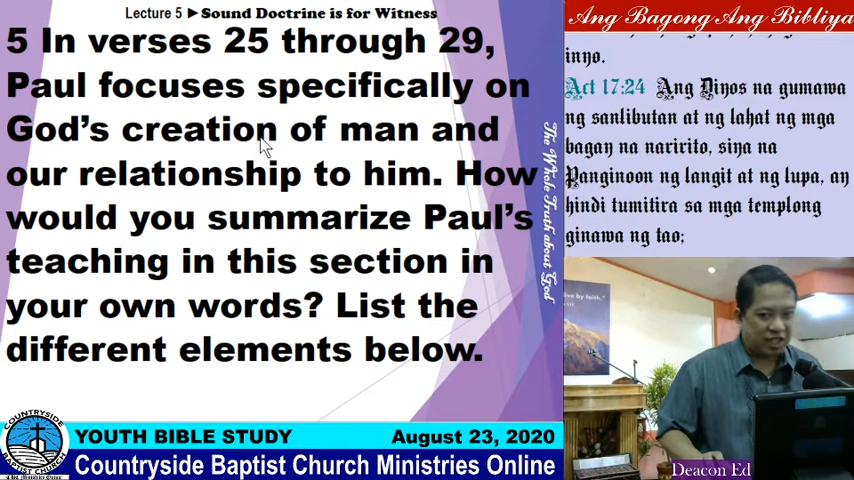 Lecture 5 ►Sound Doctrine is for Witness
5 In verses 25 through 29,
Paul focuses specifically on
God's creation of man and
our relationship to him. How
would you summarize Paul's
teaching in this section in
your own words? List the
different elements below.
The Whole Truth about God
Ang Bagong Ang Bibliya
inyo.
Act 17:24 Ang Diyos na gumawa
ng sanlibutan at ng lahat ng mga
bagay na naririto, siya na
Panginoon ng langit at ng lupa, ay
hindi tumitira sa mga templong
ginawa ng tao;
live by faith."
Deacon Ed
COUNTRYSIDE
BAPTIST CHURCH
YOUTH BIBLE STUDY August 23, 2020
Countryside Baptist Church Ministries Online